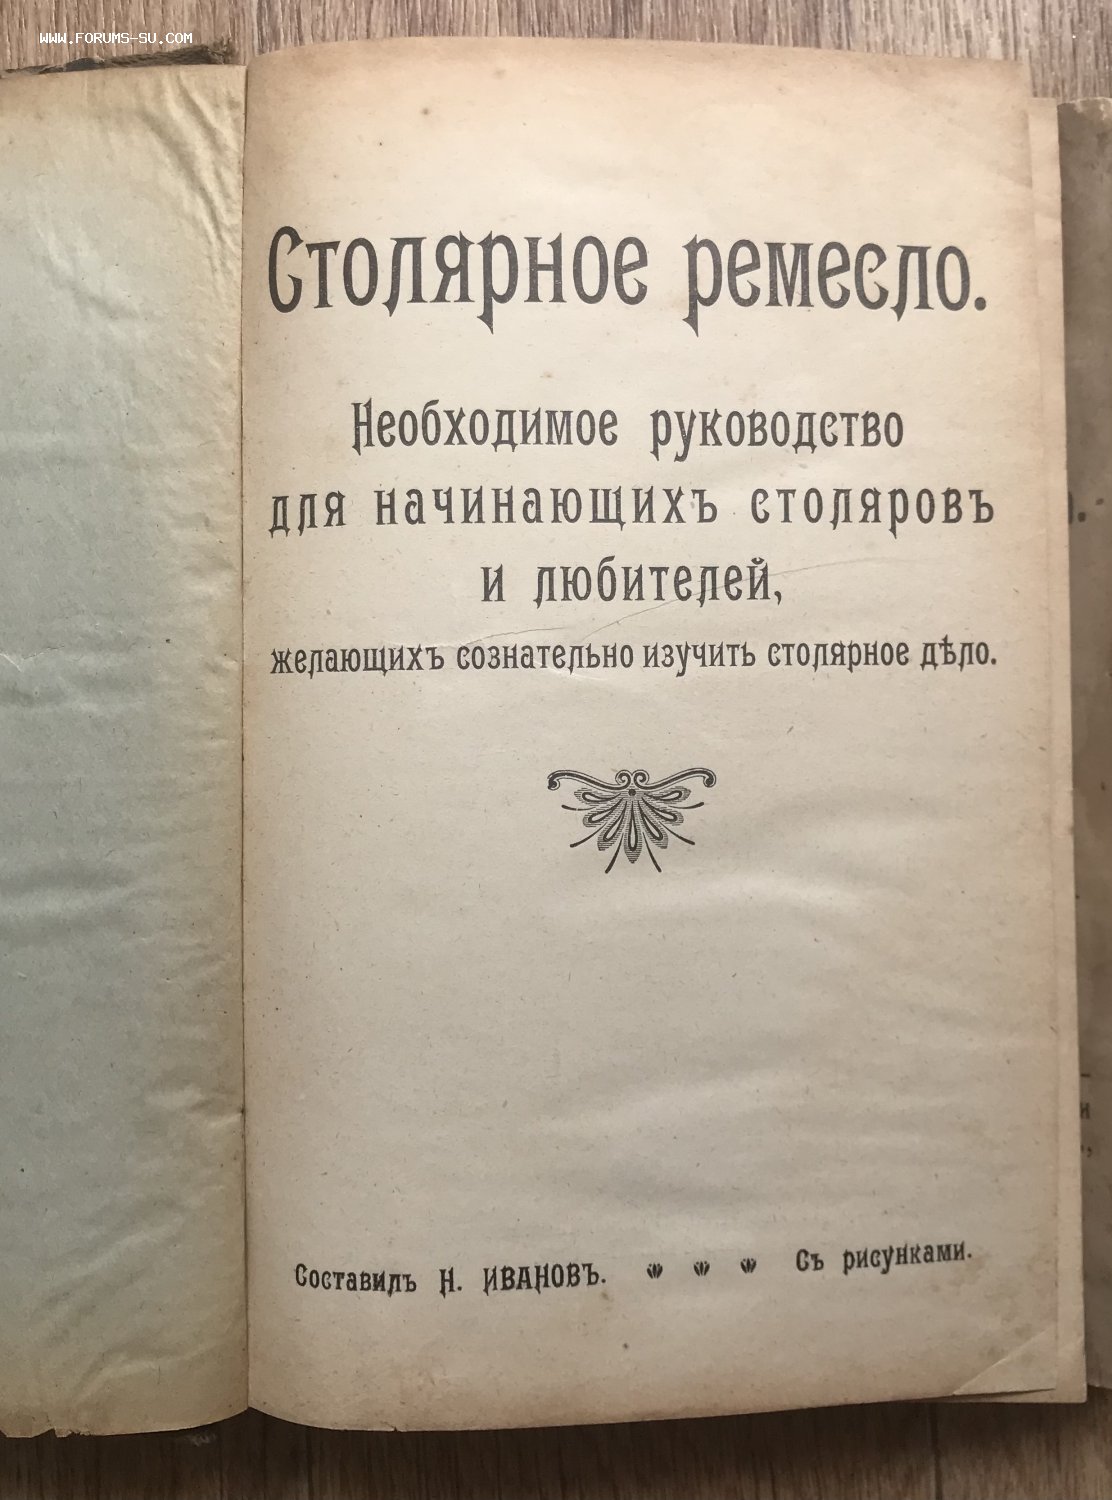 www.forums-su.com
Столярное ремесло.
Необходимое руководство
для начинающихъ столяровъ
и любителей,
желающихъ сознательно изучить столярное дѣло.
Составилъ Н. ИВАНОВЪ. Съ рисунками.